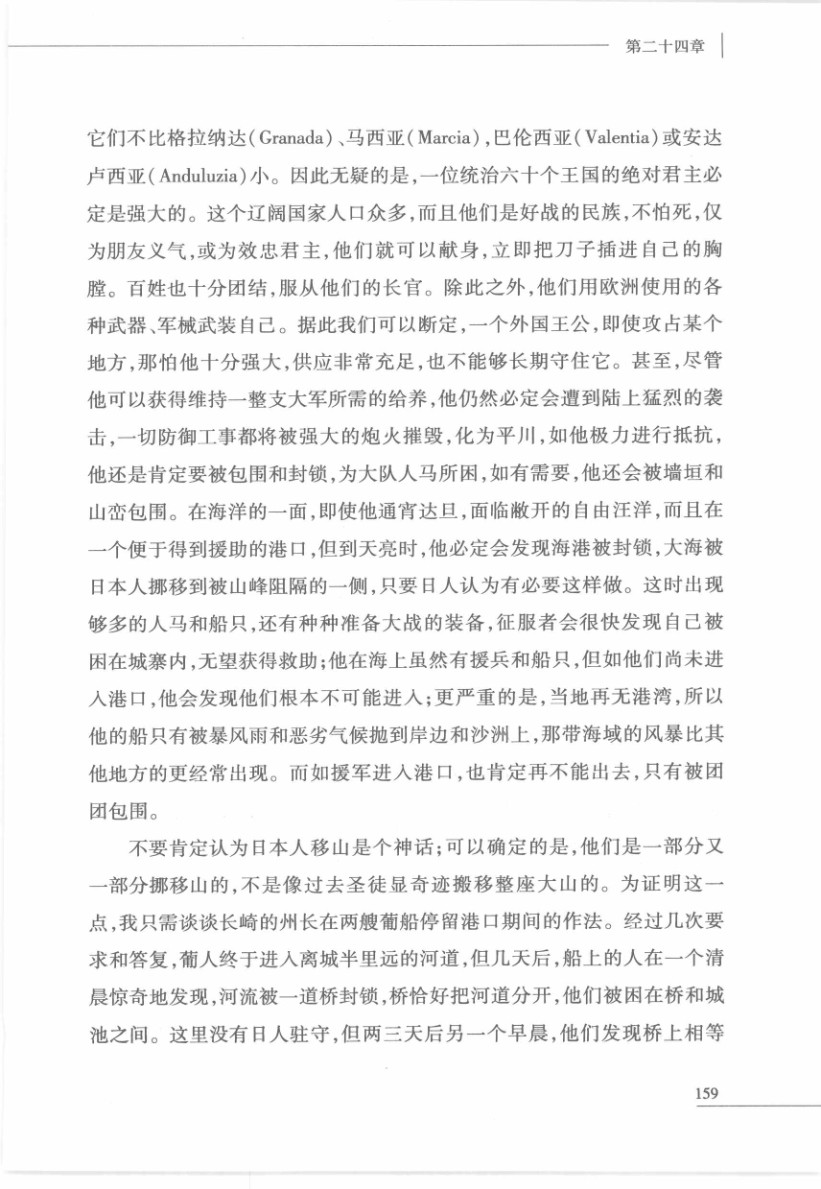 第二十四章
它们不比格拉纳达(Granada)、马西亚(Marcia),巴伦西亚(Valentia)或安达
卢西亚(Anduluzia)小。因此无疑的是,一位统治六十个王国的绝对君主必
定是强大的。这个辽阔国家人口众多,而且他们是好战的民族,不怕死,仅
为朋友义气,或为效忠君主,他们就可以献身,立即把刀子插进自己的胸
膛。百姓也十分团结,服从他们的长官。除此之外,他们用欧洲使用的各
种武器、军械武装自己。据此我们可以断定,一个外国王公,即使攻占某个
地方,那怕他十分强大,供应非常充足,也不能够长期守住它。甚至,尽管
他可以获得维持一整支大军所需的给养,他仍然必定会遭到陆上猛烈的袭
击,一切防御工事都将被强大的炮火摧毁,化为平川,如他极力进行抵抗,
他还是肯定要被包围和封锁,为大队人马所困,如有需要,他还会被墙垣和
山峦包围。在海洋的一面,即使他通宵达旦,面临敝开的自由汪洋,而且在
一个便于得到援助的港口,但到天亮时,他必定会发现海港被封锁,大海被
日本人挪移到被山峰阻隔的一侧,只要日人认为有必要这样做。这时出现
够多的人马和船只,还有种种准备大战的装备,征服者会很快发现自己被
困在城寨内,无望获得救助;他在海上虽然有援兵和船只,但如他们尚未进
入港口,他会发现他们根本不可能进入;更严重的是,当地再无港湾,所以
他的船只有被暴风雨和恶劣气候抛到岸边和沙洲上,那带海域的风暴比其
他地方的更经常出现。而如援军进入港口,也肯定再不能出去,只有被团
团包围。
不要肯定认为日本人移山是个神话;可以确定的是,他们是一部分又
一部分挪移山的,不是像过去圣徒显奇迹搬移整座大山的。为证明这一
点,我只需谈谈长崎的州长在两艘葡船停留港口期间的作法。经过几次要
求和答复,葡人终于进入离城半里远的河道,但几天后,船上的人在一个清
晨惊奇地发现,河流被一道桥封锁,桥恰好把河道分开,他们被困在桥和城
池之间。这里没有日人驻守,但两三天后另一个早晨,他们发现桥上相等
159